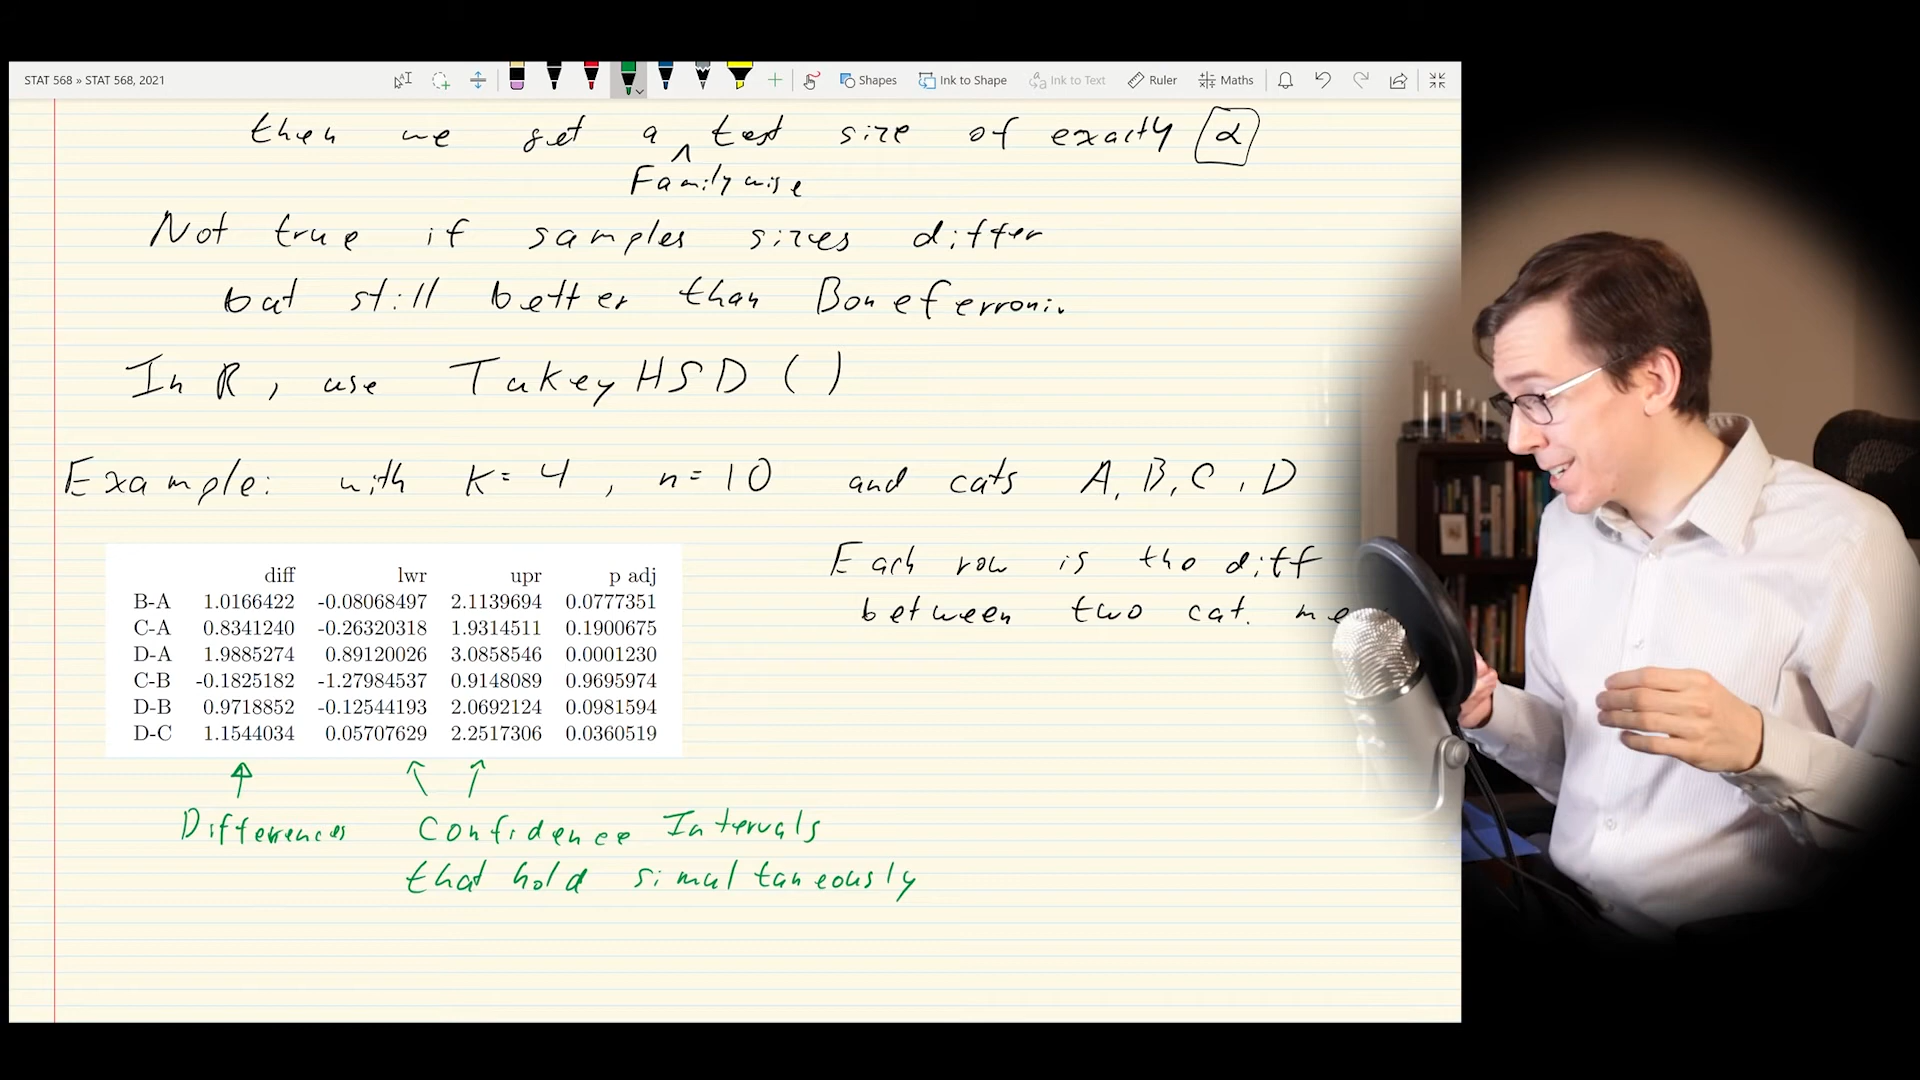 STAT 568 » STAT 568, 2021
Shapes Ink to Shape Ink to Text Ruler Maths
then we get a ^ test size of exactly α
Familywise
Not true if samples sizes differ
but still better than Boneferroni.
In R, use TukeyHSD ( )
Example: with K=4, n=10 and cats A, B, C, D
diff lwr upr p adj
B-A 1.0166422 -0.08068497 2.1139694 0.0777351
C-A 0.8341240 -0.26320318 1.9314511 0.1900675
D-A 1.9885274 0.89120026 3.0858546 0.0001230
C-B -0.1825182 -1.27984537 0.9148089 0.9695974
D-B 0.9718852 -0.12544193 2.0692124 0.0981594
D-C 1.1544034 0.05707629 2.2517306 0.0360519
Each row is the diff
between two cat.
Differences
Confidence Intervals
that hold simultaneously